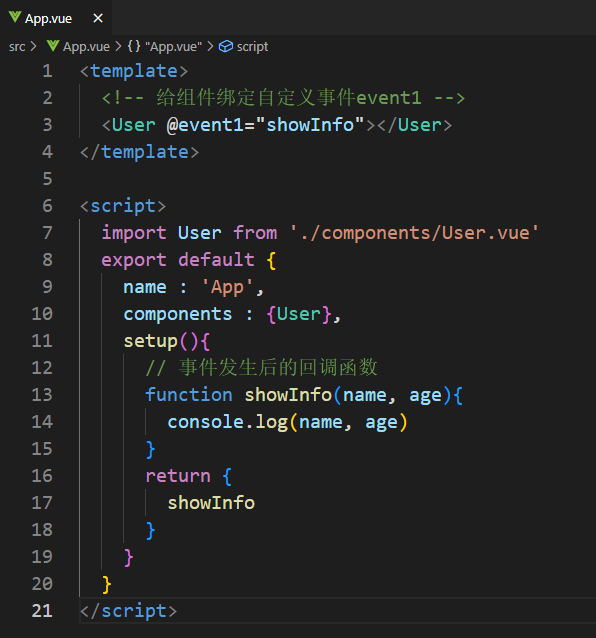 App.vue ×
src > App.vue > {} "App.vue" > script
1 <template>
2 <!-- 给组件绑定自定义事件event1 -->
3 <User @event1="showInfo"></User>
4 </template>
5
6 <script>
7 import User from './components/User.vue'
8 export default {
9 name : 'App',
10 components : {User},
11 setup(){
12 // 事件发生后的回调函数
13 function showInfo(name, age){
14 console.log(name, age)
15 }
16 return {
17 showInfo
18 }
19 }
20 }
21 </script>